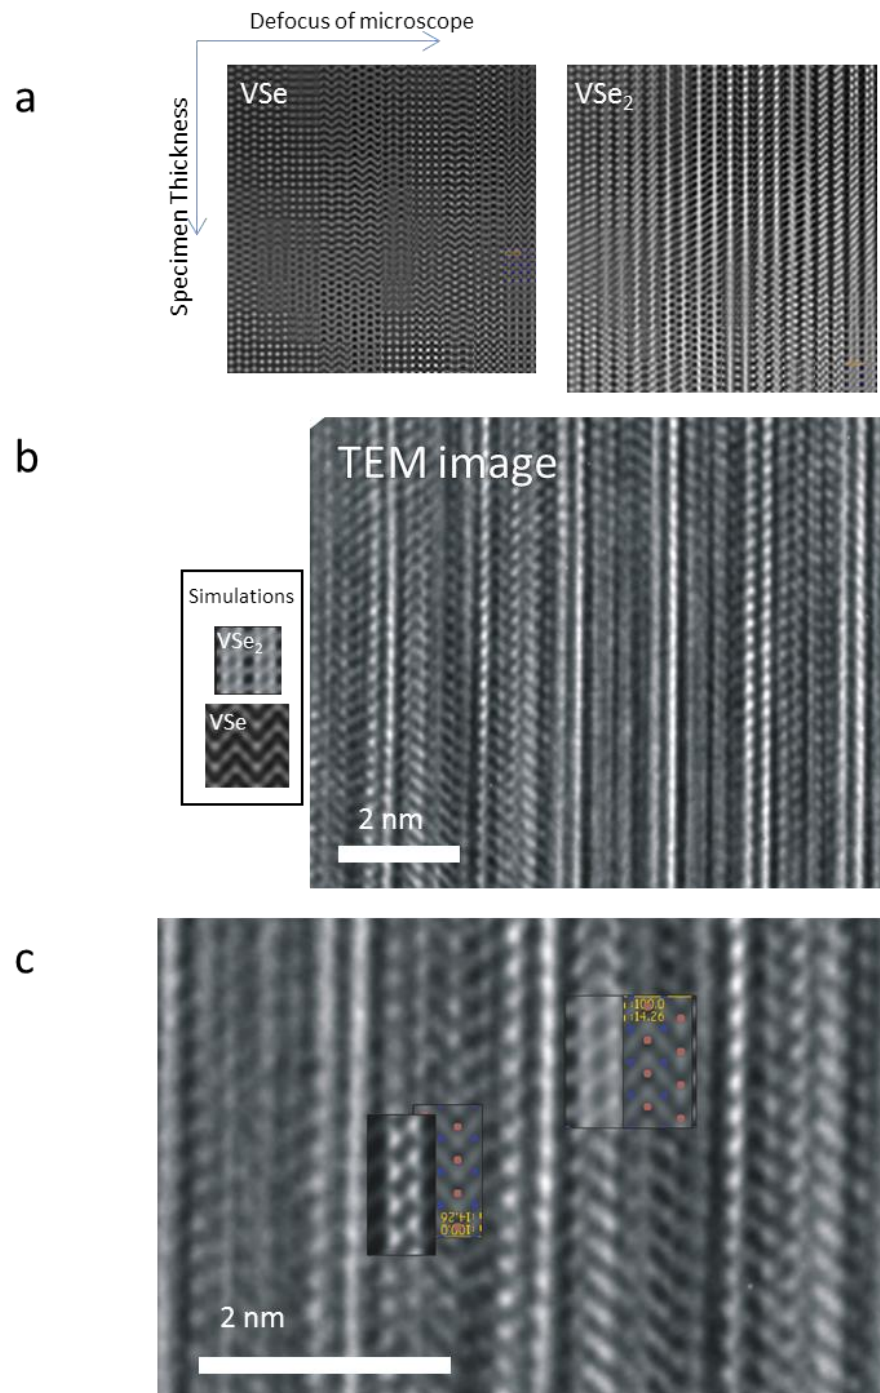 Defocus of microscope
a
Specimen Thickness
VSe
VSe₂
b
TEM image
Simulations
VSe₂
VSe
2 nm
c
:100.0
:14.26
:14.26
:100.0
2 nm